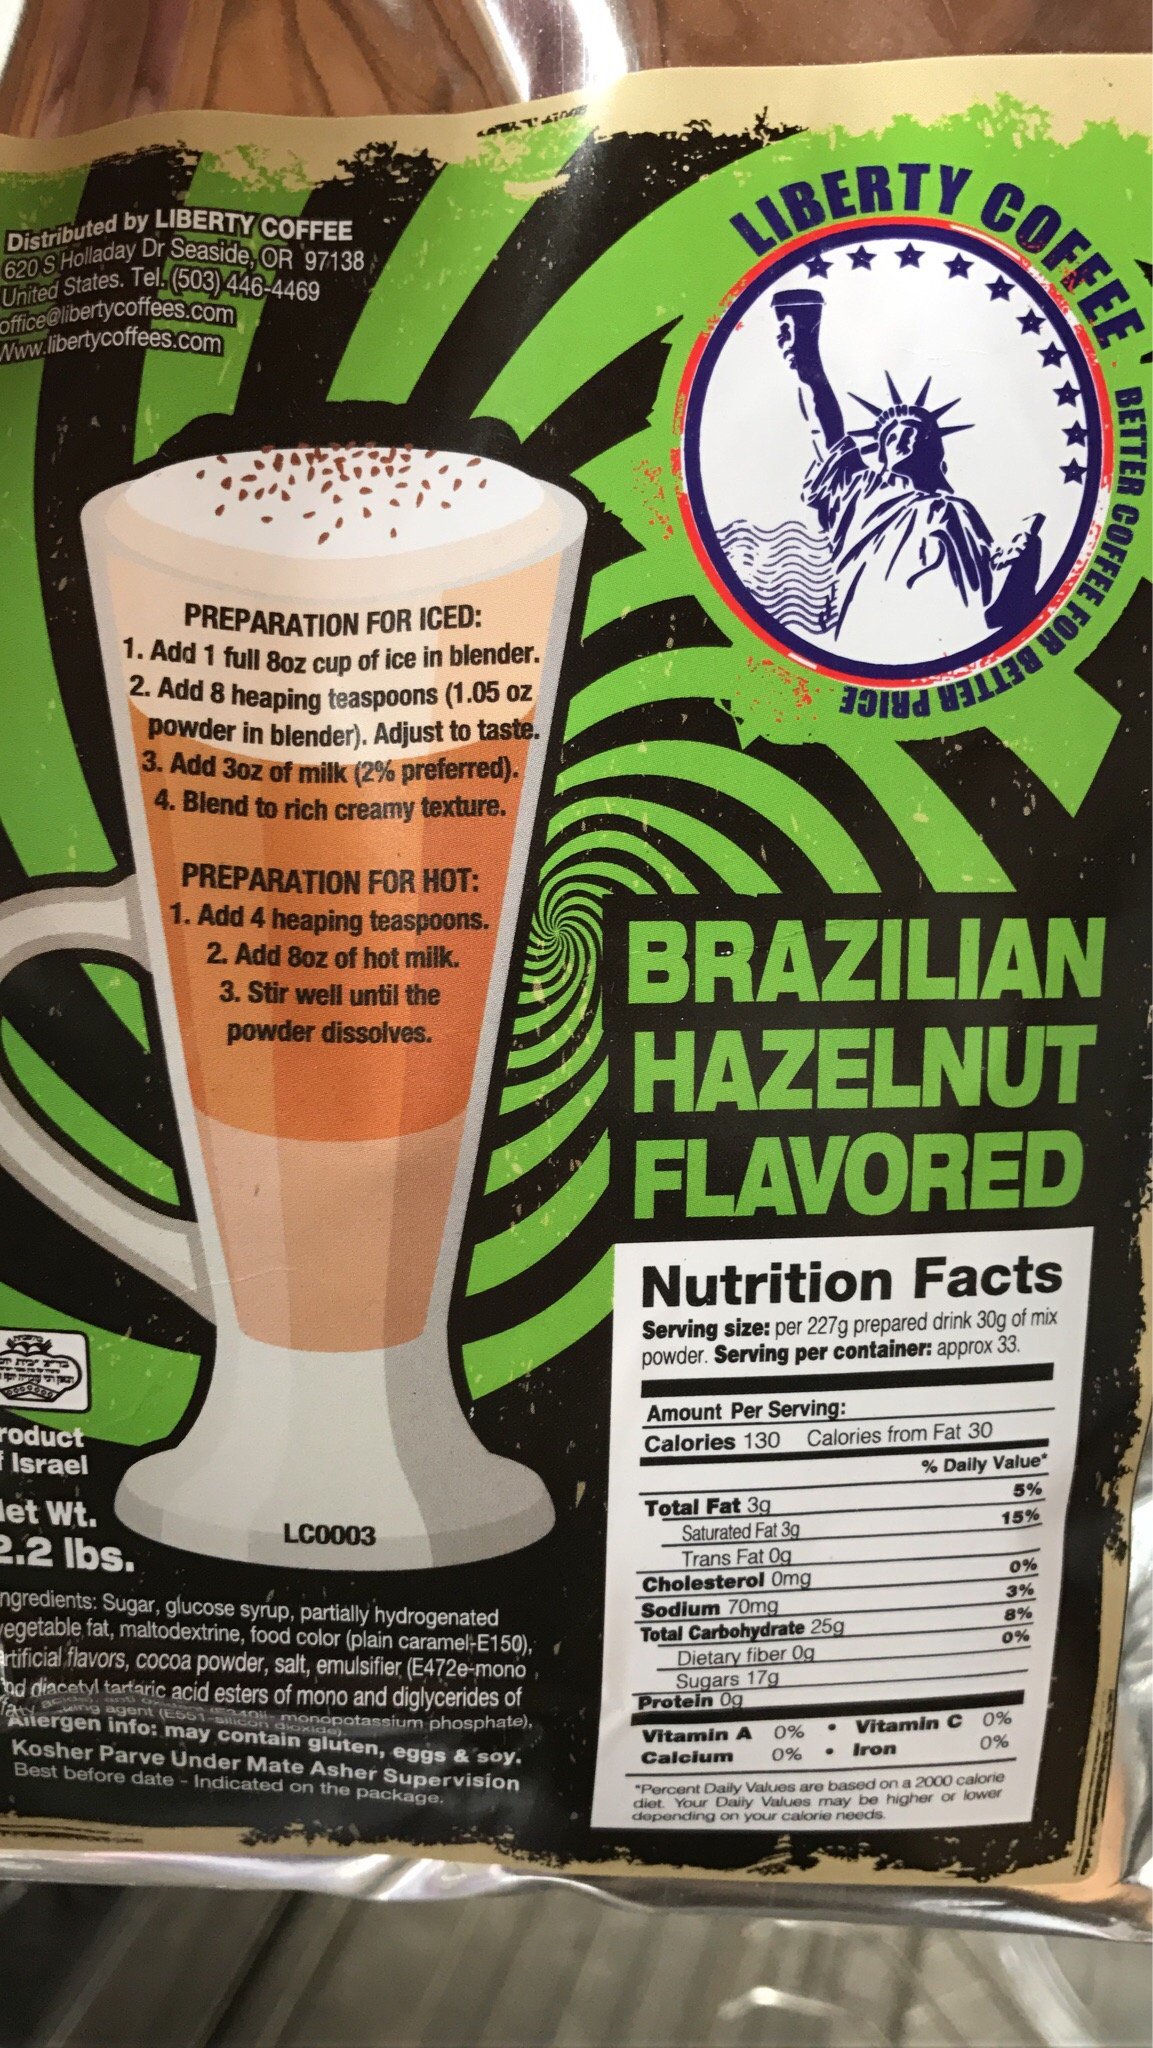 Distributed by LIBERTY COFFEE
620 S Holladay Dr Seaside, OR 97138
United States. Tel. (503) 446-4469
office@libertycoffees.com
Www.libertycoffees.com
LIBERTY COFFEE
BETTER COFFEE FOR BETTER PRICE
PREPARATION FOR ICED:
1. Add 1 full 8oz cup of ice in blender.
2. Add 8 heaping teaspoons (1.05 oz
powder in blender). Adjust to taste.
3. Add 3oz of milk (2% preferred).
4. Blend to rich creamy texture.
PREPARATION FOR HOT:
1. Add 4 heaping teaspoons.
2. Add 8oz of hot milk.
3. Stir well until the
powder dissolves.
LC0003
BRAZILIAN
HAZELNUT
FLAVORED
roduct
f Israel
et Wt.
2.2 lbs.
ngredients: Sugar, glucose syrup, partially hydrogenated
vegetable fat, maltodextrine, food color (plain caramel-E150),
artificial flavors, cocoa powder, salt, emulsifier (E472e-mono
nd diacetyl tartaric acid esters of mono and diglycerides of
monopotassium phosphate),
agent (E551-silicon dioxide)
Allergen info: may contain gluten, eggs & soy.
Kosher Parve Under Mate Asher Supervision
Best before date - Indicated on the package.
Nutrition Facts
Serving size: per 227g prepared drink 30g of mix
powder. Serving per container: approx 33.
Amount Per Serving:
Calories 130 Calories from Fat 30
% Daily Value*
Total Fat 3g 5%
Saturated Fat 3g 15%
Trans Fat 0g
Cholesterol 0mg 0%
Sodium 70mg 3%
Total Carbohydrate 25g 8%
Dietary fiber 0g 0%
Sugars 17g
Protein 0g
Vitamin A 0% • Vitamin C 0%
Calcium 0% • Iron 0%
*Percent Daily Values are based on a 2000 calorie
diet. Your Daily Values may be higher or lower
depending on your calorie needs.